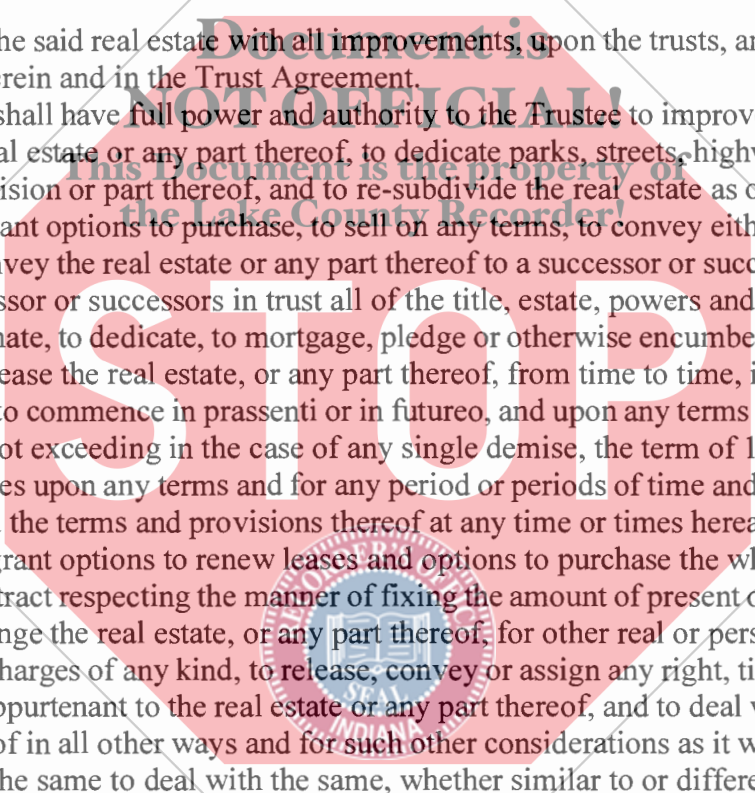 he said real estate with all improvements, upon the trusts, an
erein and in the Trust Agreement.
shall have full power and authority to the Trustee to improv
al estate or any part thereof, to dedicate parks, streets, highw
ision or part thereof, and to re-subdivide the real estate as o
ant options to purchase, to sell on any terms, to convey eith
nvey the real estate or any part thereof to a successor or succ
ssor or successors in trust all of the title, estate, powers and
nate, to dedicate, to mortgage, pledge or otherwise encumbe
ease the real estate, or any part thereof, from time to time, i
to commence in prassenti or in futureo, and upon any terms
ot exceeding in the case of any single demise, the term of 1
es upon any terms and for any period or periods of time and
the terms and provisions thereof at any time or times herea
grant options to renew leases and options to purchase the wh
tract respecting the manner of fixing the amount of present o
nge the real estate, or any part thereof, for other real or pers
harges of any kind, to release, convey or assign any right, ti
ppurtenant to the real estate or any part thereof, and to deal w
of in all other ways and for such other considerations as it w
he same to deal with the same, whether similar to or differe
Document is
NOT OFFICIAL!
This Document is the property of
the Lake County Recorder!
STOP
RECORDER'S OFFICE
SEAL
INDIANA